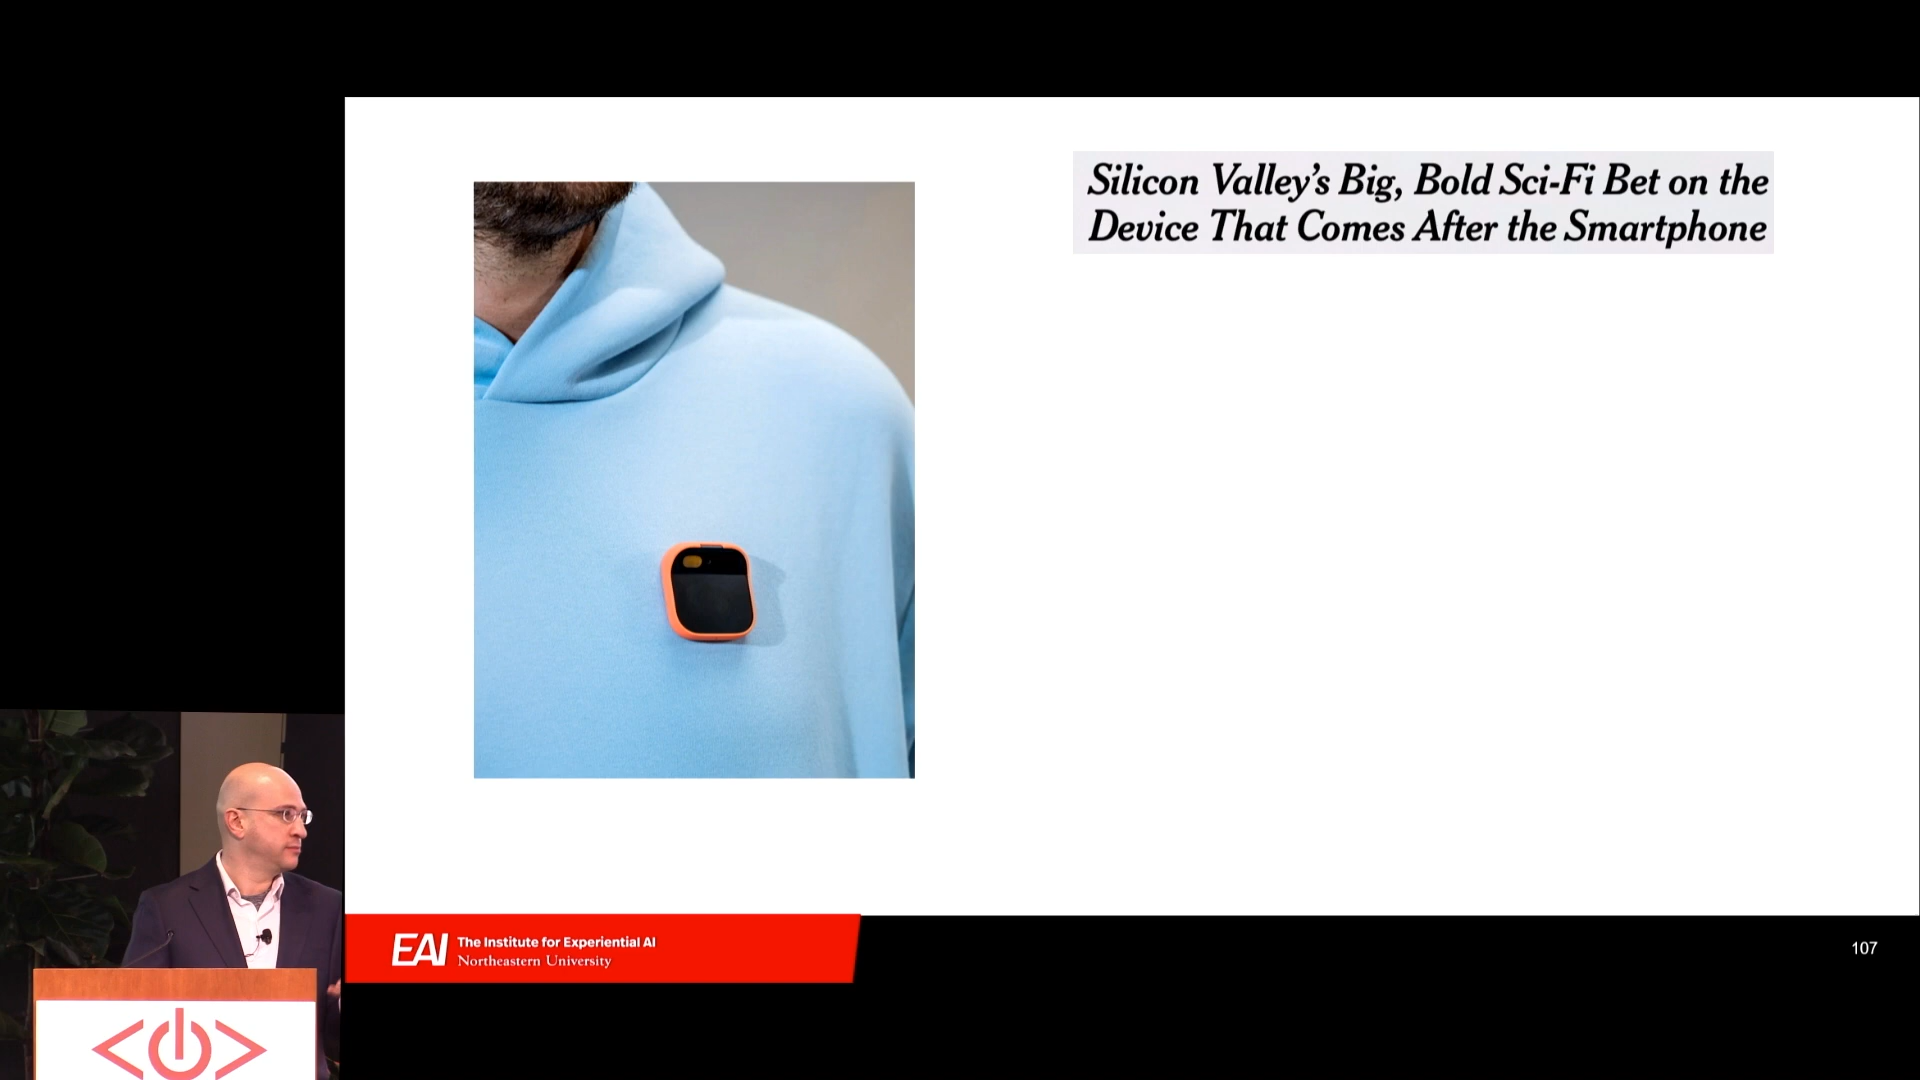 Silicon Valley's Big, Bold Sci-Fi Bet on the
Device That Comes After the Smartphone
EAI
The Institute for Experiential AI
Northeastern University
107